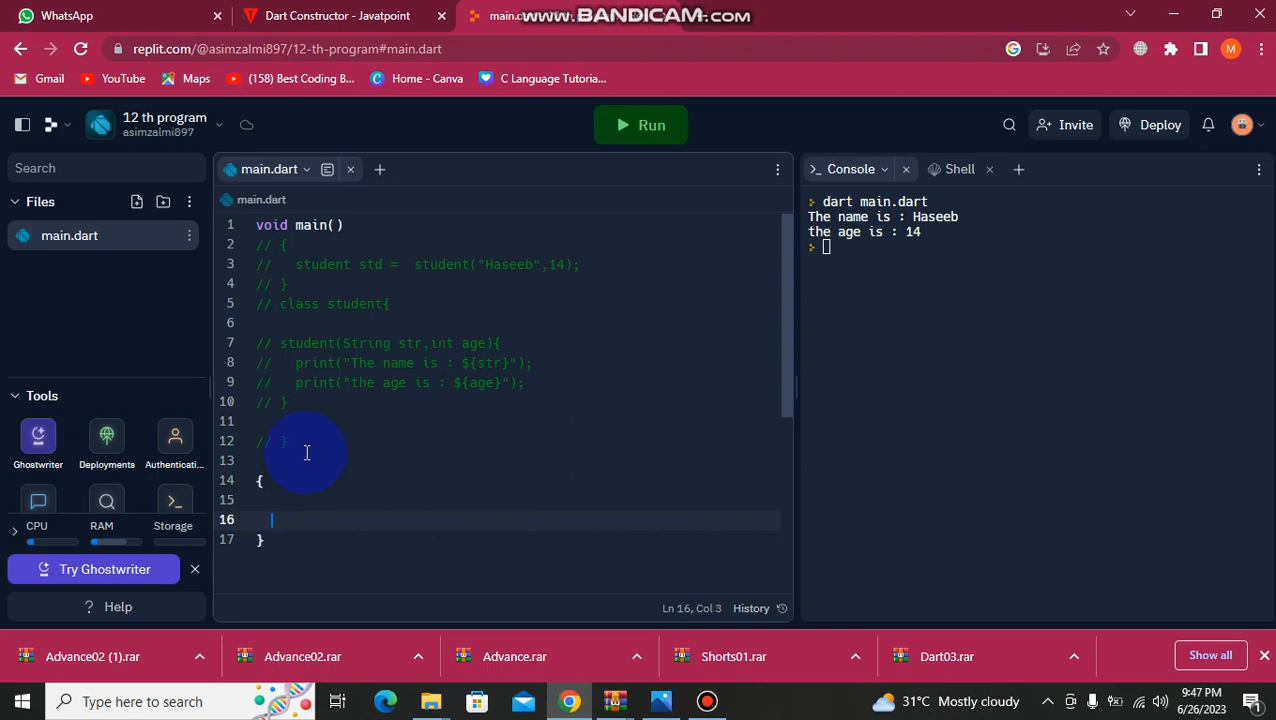 WhatsApp
Dart Constructor - Javatpoint
main.d
WWW.BANDICAM.COM
replit.com/@asimzalmi897/12-th-program#main.dart
Gmail
YouTube
Maps
(158) Best Coding B...
Home - Canva
C Language Tutoria...
12 th program
asimzalmi897
Run
Invite
Deploy
Search
main.dart
Console
Shell
Files
main.dart
main.dart
1 void main()
2 // {
3 //   student std =  student("Haseeb",14);
4 // }
5 // class student{
6
7 // student(String str,int age){
8 //   print("The name is : ${str}");
9 //   print("the age is : ${age}");
10 // }
11
12 // }
13
14 {
15
16
17 }
dart main.dart
The name is : Haseeb
the age is : 14
Tools
Ghostwriter
Deployments
Authenticati...
CPU
RAM
Storage
Try Ghostwriter
Help
Ln 16, Col 3
History
Advance02 (1).rar
Advance02.rar
Advance.rar
Shorts01.rar
Dart03.rar
Show all
Type here to search
31°C Mostly cloudy
9:47 PM
6/26/2023
1